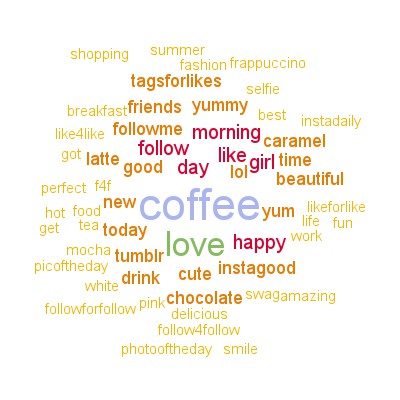 summer
shopping
fashion frappuccino
tagsforlikes
selfie
breakfast friends yummy best
instadaily
like4like followme morning caramel
got latte good follow day like girl lol time
beautiful
perfect f4f
hot food new coffee yum likeforlike
get tea today love happy life fun
work
mocha tumblr
picoftheday drink cute instagood
white
followforfollow pink chocolate swag amazing
delicious
follow4follow
photooftheday smile